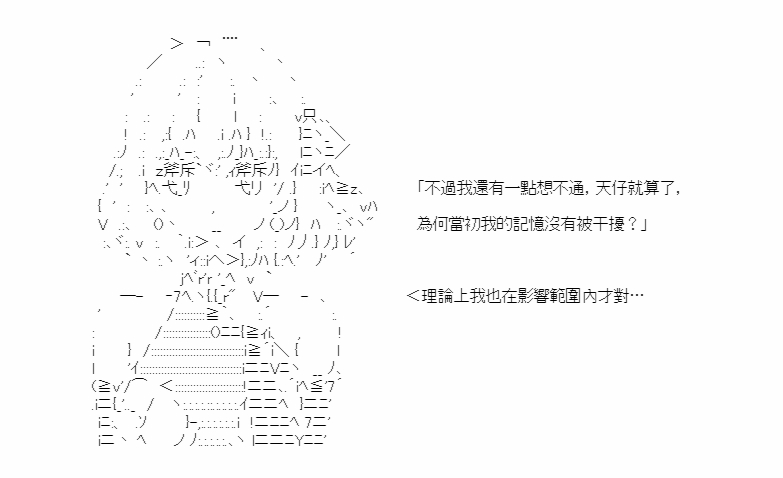 「不過我還有一點想不通，天仔就算了，
為何當初我的記憶沒有被干擾？」
＜理論上我也在影響範圍內才對…